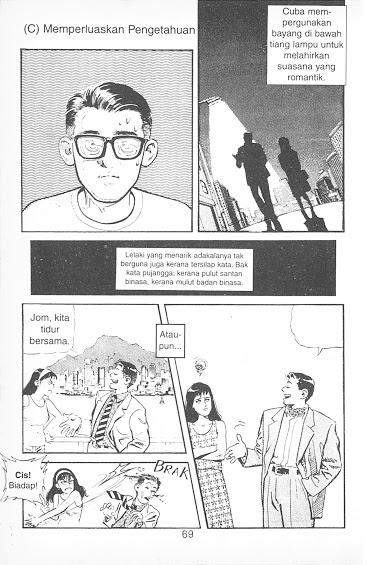 (C) Memperluaskan Pengetahuan
Cuba mem-
pergunakan
bayang di bawah
tiang lampu untuk
melahirkan
suasana yang
romantik.
Lelaki yang menarik adakalanya tak
berguna juga kerana tersilap kata. Bak
kata pujangga; kerana pulut santan
binasa, kerana mulut badan binasa.
Jom, kita
tidur
bersama.
Atau-
pun...
Cis!
Biadap!
BRAK
69